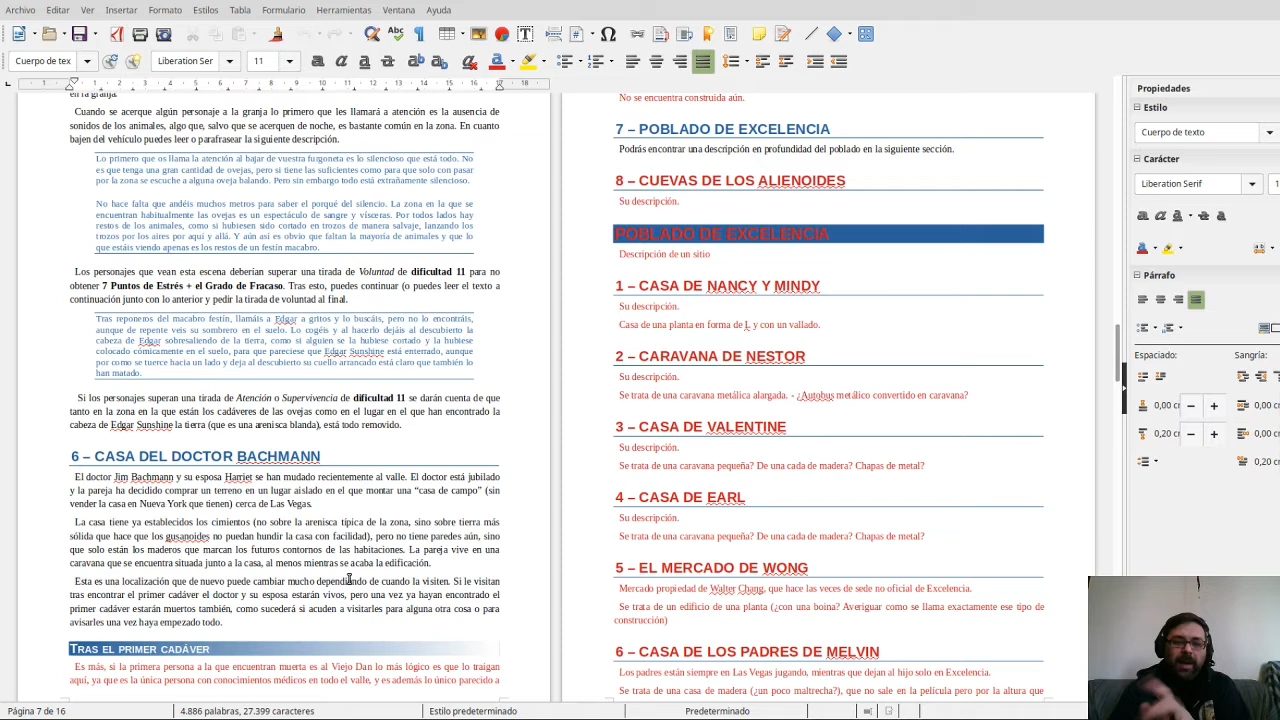 Archivo Editar Ver Insertar Formato Estilos Tabla Formulario Herramientas Ventana Ayuda
Cuerpo de tex Liberation Ser 11
1 1 2 3 4 5 6 7 8 9 10 11 12 13 14 15 16 17 18
en la granja.
Cuando se acerque algún personaje a la granja lo primero que les llamará a atención es la ausencia de
sonidos de los animales, algo que, salvo que se acerquen de noche, es bastante común en la zona. En cuanto
bajen del vehículo puedes leer o parafrasear la siguiente descripción.
Lo primero que os llama la atención al bajar de vuestra furgoneta es lo silencioso que está todo. No
es que tenga una gran cantidad de ovejas, pero si tiene las suficientes como para que solo con pasar
por la zona se escuche a alguna oveja balando. Pero sin embargo todo está extrañamente silencioso.
No hace falta que andéis muchos metros para saber el porqué del silencio. La zona en la que se
encuentran habitualmente las ovejas es un espectáculo de sangre y vísceras. Por todos lados hay
restos de los animales, como si hubiesen sido cortado en trozos de manera salvaje, lanzando los
trozos por los aires por aquí y allá. Y aún así es obvio que faltan la mayoría de animales y que lo
que estáis viendo apenas es los restos de un festín macabro.
Los personajes que vean esta escena deberían superar una tirada de Voluntad de dificultad 11 para no
obtener 7 Puntos de Estrés + el Grado de Fracaso. Tras esto, puedes continuar (o puedes leer el texto a
continuación junto con lo anterior y pedir la tirada de voluntad al final.
Tras reponeros del macabro festín, llamáis a Edgar a gritos y lo buscáis, pero no lo encontráis,
aunque de repente veis su sombrero en el suelo. Lo cogéis y al hacerlo dejáis al descubierto la
cabeza de Edgar sobresaliendo de la tierra, como si alguien se la hubiese cortado y la hubiese
colocado cómicamente en el suelo, para que pareciese que Edgar Sunshine está enterrado, aunque
por como se tuerce hacia un lado y deja al descubierto su cuello arrancado está claro que también lo
han matado.
Si los personajes superan una tirada de Atención o Supervivencia de dificultad 11 se darán cuenta de que
tanto en la zona en la que están los cadáveres de las ovejas como en el lugar en el que han encontrado la
cabeza de Edgar Sunshine la tierra (que es una arenisca blanda), está todo removido.
6 – CASA DEL DOCTOR BACHMANN
El doctor Jim Bachmann y su esposa Harriet se han mudado recientemente al valle. El doctor está jubilado
y la pareja ha decidido comprar un terreno en un lugar aislado en el que montar una “casa de campo” (sin
vender la casa en Nueva York que tienen) cerca de Las Vegas.
La casa tiene ya establecidos los cimientos (no sobre la arenisca típica de la zona, sino sobre tierra más
sólida que hace que los gusanoides no puedan hundir la casa con facilidad), pero no tiene paredes aún, sino
que solo están los maderos que marcan los futuros contornos de las habitaciones. La pareja vive en una
caravana que se encuentra situada junto a la casa, al menos mientras se acaba la edificación.
Esta es una localización que de nuevo puede cambiar mucho dependiendo de cuando la visiten. Si le visitan
tras encontrar el primer cadáver el doctor y su esposa estarán vivos, pero una vez ya hayan encontrado el
primer cadáver estarán muertos también, como sucederá si acuden a visitarles para alguna otra cosa o para
avisarles una vez haya empezado todo.
TRAS EL PRIMER CADÁVER
Es más, si la primera persona a la que encuentran muerta es al Viejo Dan lo más lógico es que lo traigan
aquí, ya que es la única persona con conocimientos médicos en todo el valle, y es además lo único parecido a
No se encuentra construida aún.
7 – POBLADO DE EXCELENCIA
Podrás encontrar una descripción en profundidad del poblado en la siguiente sección.
8 – CUEVAS DE LOS ALIENOIDES
Su descripción.
POBLADO DE EXCELENCIA
Descripción de un sitio
1 – CASA DE NANCY Y MINDY
Su descripción.
Casa de una planta en forma de L y con un vallado.
2 – CARAVANA DE NESTOR
Su descripción.
Se trata de una caravana metálica alargada. - ¿Autobus metálico convertido en caravana?
3 – CASA DE VALENTINE
Su descripción.
Se trata de una caravana pequeña? De una cada de madera? Chapas de metal?
4 – CASA DE EARL
Su descripción.
Se trata de una caravana pequeña? De una cada de madera? Chapas de metal?
5 – EL MERCADO DE WONG
Mercado propiedad de Walter Chang, que hace las veces de sede no oficial de Excelencia.
Se trata de un edificio de una planta (¿con una boina? Averiguar como se llama exactamente ese tipo de
construcción)
6 – CASA DE LOS PADRES DE MELVIN
Los padres están siempre en Las Vegas jugando, mientras que dejan al hijo solo en Excelencia.
Se trata de una casa de madera (¿un poco maltrecha?), que no sale en la película pero por la altura que
Propiedades
Estilo
Cuerpo de texto
Carácter
Liberation Serif
Párrafo
Espaciado: Sangría:
0,00 c 0,00
0,20 c 0,00
0,20
Página 7 de 16 4.886 palabras, 27.399 caracteres Estilo predeterminado Predeterminado